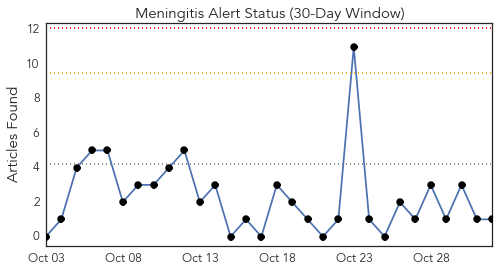 Meningitis Alert Status (30-Day Window)
Articles Found
12
10
8
6
4
2
0
Oct 03 Oct 08 Oct 13 Oct 18 Oct 23 Oct 28